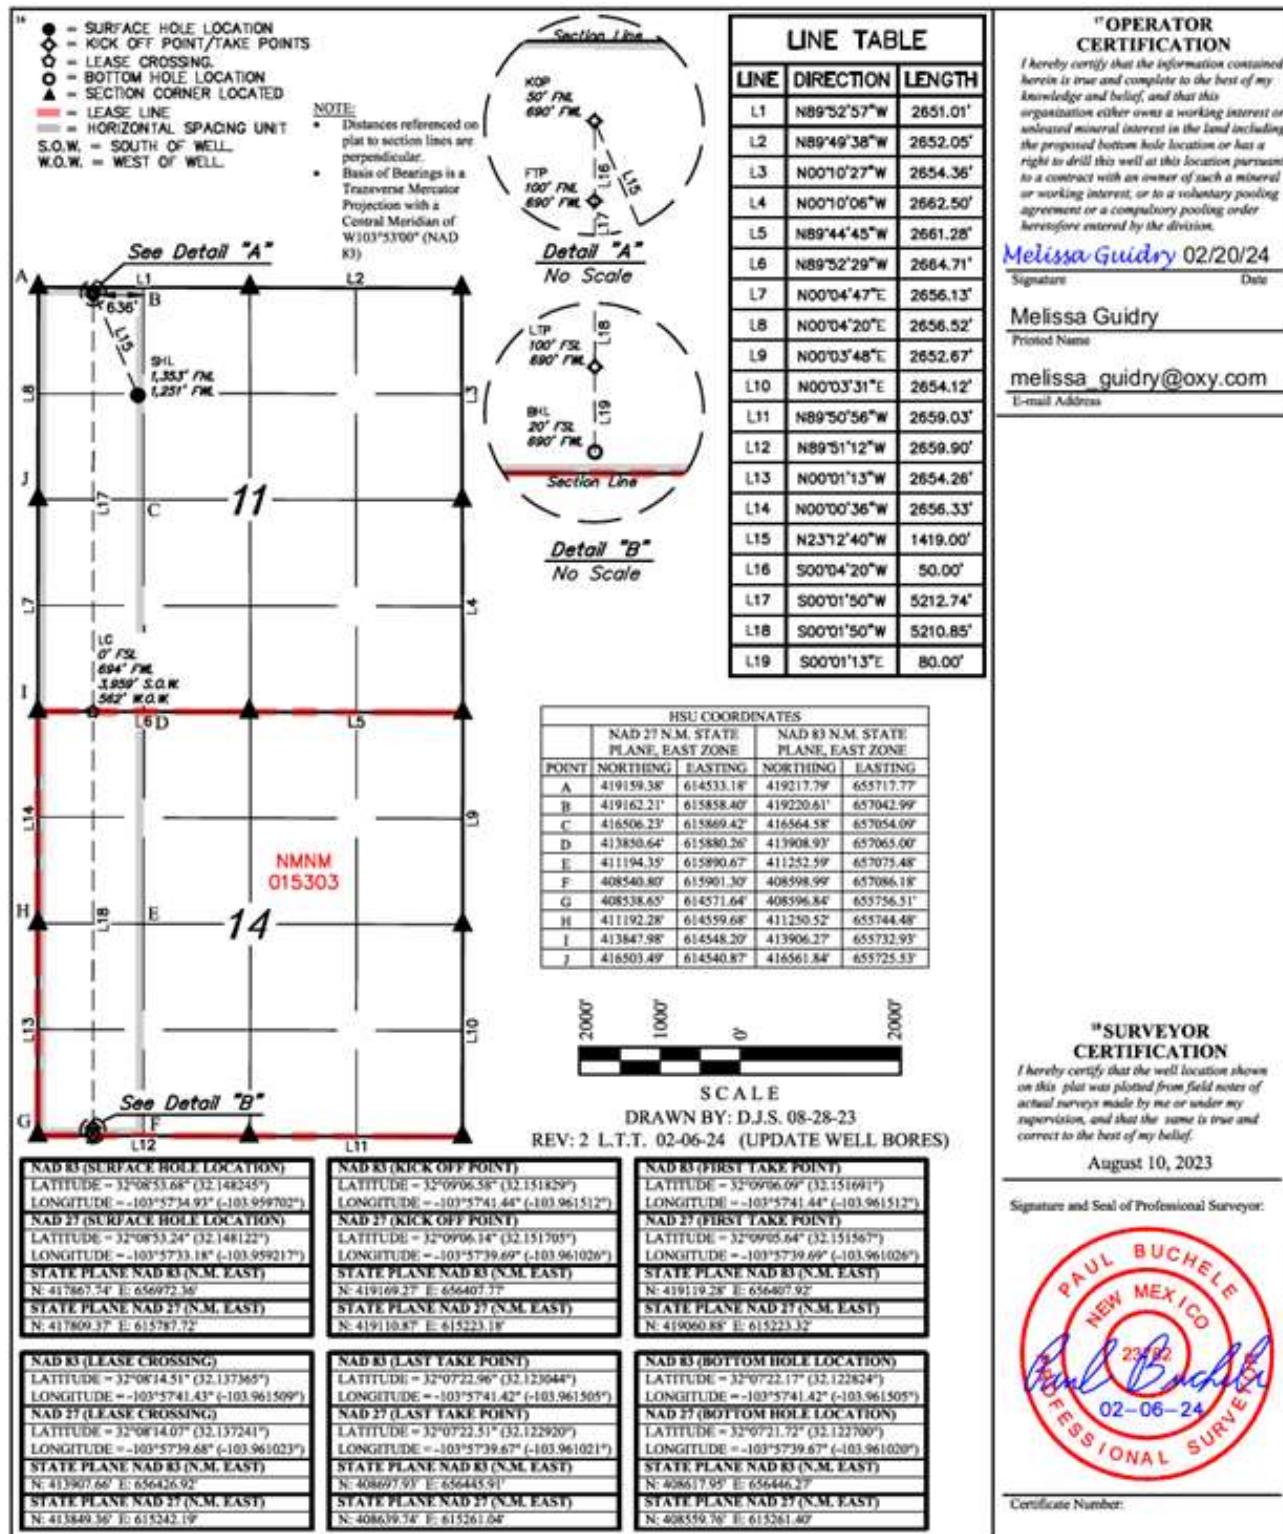 16
● = SURFACE HOLE LOCATION
= KICK OFF POINT/TAKE POINTS
= LEASE CROSSING.
= BOTTOM HOLE LOCATION
▲ = SECTION CORNER LOCATED
= LEASE LINE
= HORIZONTAL SPACING UNIT
S.O.W. = SOUTH OF WELL.
W.O.W. = WEST OF WELL.
NOTE:
• Distances referenced on
plat to section lines are
perpendicular.
• Basis of Bearings is a
Transverse Mercator
Projection with a
Central Meridian of
W103°53'00" (NAD
83)
Section Line
KOP
50' FNL
690' FWL
L16
L15
FTP
100' FNL
690' FWL
L17
Detail "A"
No Scale
LTP
100' FSL
690' FWL
L18
L19
BHL
20' FSL
690' FWL
Section Line
Detail "B"
No Scale
See Detail "A"
A
L1
L2
B
636'
L15
SHL
1,353' FNL
1,251' FWL
L8
L3
J
L17
C
11
L7
L4
LC
0' FSL
694' FWL
3,959' S.O.W.
562' W.O.W.
I
L6
D
L5
L14
L9
NMNM
015303
H
L18
E
14
L13
L10
See Detail "B"
G
F
L12
L11
LINE TABLE
LINE DIRECTION LENGTH
L1 N89°52'57"W 2651.01'
L2 N89°49'38"W 2652.05'
L3 N00°10'27"W 2654.36'
L4 N00°10'06"W 2662.50'
L5 N89°44'45"W 2661.28'
L6 N89°52'29"W 2664.71'
L7 N00°04'47"E 2656.13'
L8 N00°04'20"E 2656.52'
L9 N00°03'48"E 2652.67'
L10 N00°03'31"E 2654.12'
L11 N89°50'56"W 2659.03'
L12 N89°51'12"W 2659.90'
L13 N00°01'13"W 2654.26'
L14 N00°00'36"W 2656.33'
L15 N23°12'40"W 1419.00'
L16 S00°04'20"W 50.00'
L17 S00°01'50"W 5212.74'
L18 S00°01'50"W 5210.85'
L19 S00°01'13"E 80.00'
HSU COORDINATES
NAD 27 N.M. STATE PLANE, EAST ZONE NAD 83 N.M. STATE PLANE, EAST ZONE
POINT NORTHING EASTING NORTHING EASTING
A 419159.38' 614533.18' 419217.79' 655717.77'
B 419162.21' 615858.40' 419220.61' 657042.99'
C 416506.23' 615869.42' 416564.58' 657054.09'
D 413850.64' 615880.26' 413908.93' 657065.00'
E 411194.35' 615890.67' 411252.59' 657075.48'
F 408540.80' 615901.30' 408598.99' 657086.18'
G 408538.65' 614571.64' 408596.84' 655756.51'
H 411192.28' 614559.68' 411250.52' 655744.48'
I 413847.98' 614548.20' 413906.27' 655732.93'
J 416503.49' 614540.87' 416561.84' 655725.53'
2000' 1000' 0' 2000'
SCALE
DRAWN BY: D.J.S. 08-28-23
REV: 2 L.T.T. 02-06-24 (UPDATE WELL BORES)
NAD 83 (SURFACE HOLE LOCATION)
LATITUDE = 32°08'53.68" (32.148245°)
LONGITUDE = -103°57'34.93" (-103.959702°)
NAD 27 (SURFACE HOLE LOCATION)
LATITUDE = 32°08'53.24" (32.148122°)
LONGITUDE = -103°57'33.18" (-103.959217°)
STATE PLANE NAD 83 (N.M. EAST)
N: 417867.74' E: 656972.36'
STATE PLANE NAD 27 (N.M. EAST)
N: 417809.37' E: 615787.72'
NAD 83 (KICK OFF POINT)
LATITUDE = 32°09'06.58" (32.151829°)
LONGITUDE = -103°57'41.44" (-103.961512°)
NAD 27 (KICK OFF POINT)
LATITUDE = 32°09'06.14" (32.151705°)
LONGITUDE = -103°57'39.69" (-103.961026°)
STATE PLANE NAD 83 (N.M. EAST)
N: 419169.27' E: 656407.77'
STATE PLANE NAD 27 (N.M. EAST)
N: 419110.87' E: 615223.18'
NAD 83 (FIRST TAKE POINT)
LATITUDE = 32°09'06.09" (32.151691°)
LONGITUDE = -103°57'41.44" (-103.961512°)
NAD 27 (FIRST TAKE POINT)
LATITUDE = 32°09'05.64" (32.151567°)
LONGITUDE = -103°57'39.69" (-103.961026°)
STATE PLANE NAD 83 (N.M. EAST)
N: 419119.28' E: 656407.92'
STATE PLANE NAD 27 (N.M. EAST)
N: 419060.88' E: 615223.32'
NAD 83 (LEASE CROSSING)
LATITUDE = 32°08'14.51" (32.137365°)
LONGITUDE = -103°57'41.43" (-103.961509°)
NAD 27 (LEASE CROSSING)
LATITUDE = 32°08'14.07" (32.137241°)
LONGITUDE = -103°57'39.68" (-103.961023°)
STATE PLANE NAD 83 (N.M. EAST)
N: 413907.66' E: 656426.92'
STATE PLANE NAD 27 (N.M. EAST)
N: 413849.36' E: 615242.19'
NAD 83 (LAST TAKE POINT)
LATITUDE = 32°07'22.96" (32.123044°)
LONGITUDE = -103°57'41.42" (-103.961505°)
NAD 27 (LAST TAKE POINT)
LATITUDE = 32°07'22.51" (32.122920°)
LONGITUDE = -103°57'39.67" (-103.961021°)
STATE PLANE NAD 83 (N.M. EAST)
N: 408697.93' E: 656445.91'
STATE PLANE NAD 27 (N.M. EAST)
N: 408639.74' E: 615261.04'
NAD 83 (BOTTOM HOLE LOCATION)
LATITUDE = 32°07'22.17" (32.122824°)
LONGITUDE = -103°57'41.42" (-103.961505°)
NAD 27 (BOTTOM HOLE LOCATION)
LATITUDE = 32°07'21.72" (32.122700°)
LONGITUDE = -103°57'39.67" (-103.961020°)
STATE PLANE NAD 83 (N.M. EAST)
N: 408617.95' E: 656446.27'
STATE PLANE NAD 27 (N.M. EAST)
N: 408559.76' E: 615261.40'
17 OPERATOR
CERTIFICATION
I hereby certify that the information contained
herein is true and complete to the best of my
knowledge and belief, and that this
organization either owns a working interest or
unleased mineral interest in the land including
the proposed bottom hole location or has a
right to drill this well at this location pursuant
to a contract with an owner of such a mineral
or working interest, or to a voluntary pooling
agreement or a compulsory pooling order
heretofore entered by the division.
Melissa Guidry 02/20/24
Signature Date
Melissa Guidry
Printed Name
melissa_guidry@oxy.com
E-mail Address
18 SURVEYOR
CERTIFICATION
I hereby certify that the well location shown
on this plat was plotted from field notes of
actual surveys made by me or under my
supervision, and that the same is true and
correct to the best of my belief.
August 10, 2023
Signature and Seal of Professional Surveyor:
PAUL BUCHELE
NEW MEXICO
23782
Paul Buchele
02-06-24
PROFESSIONAL SURVEYOR
Certificate Number: